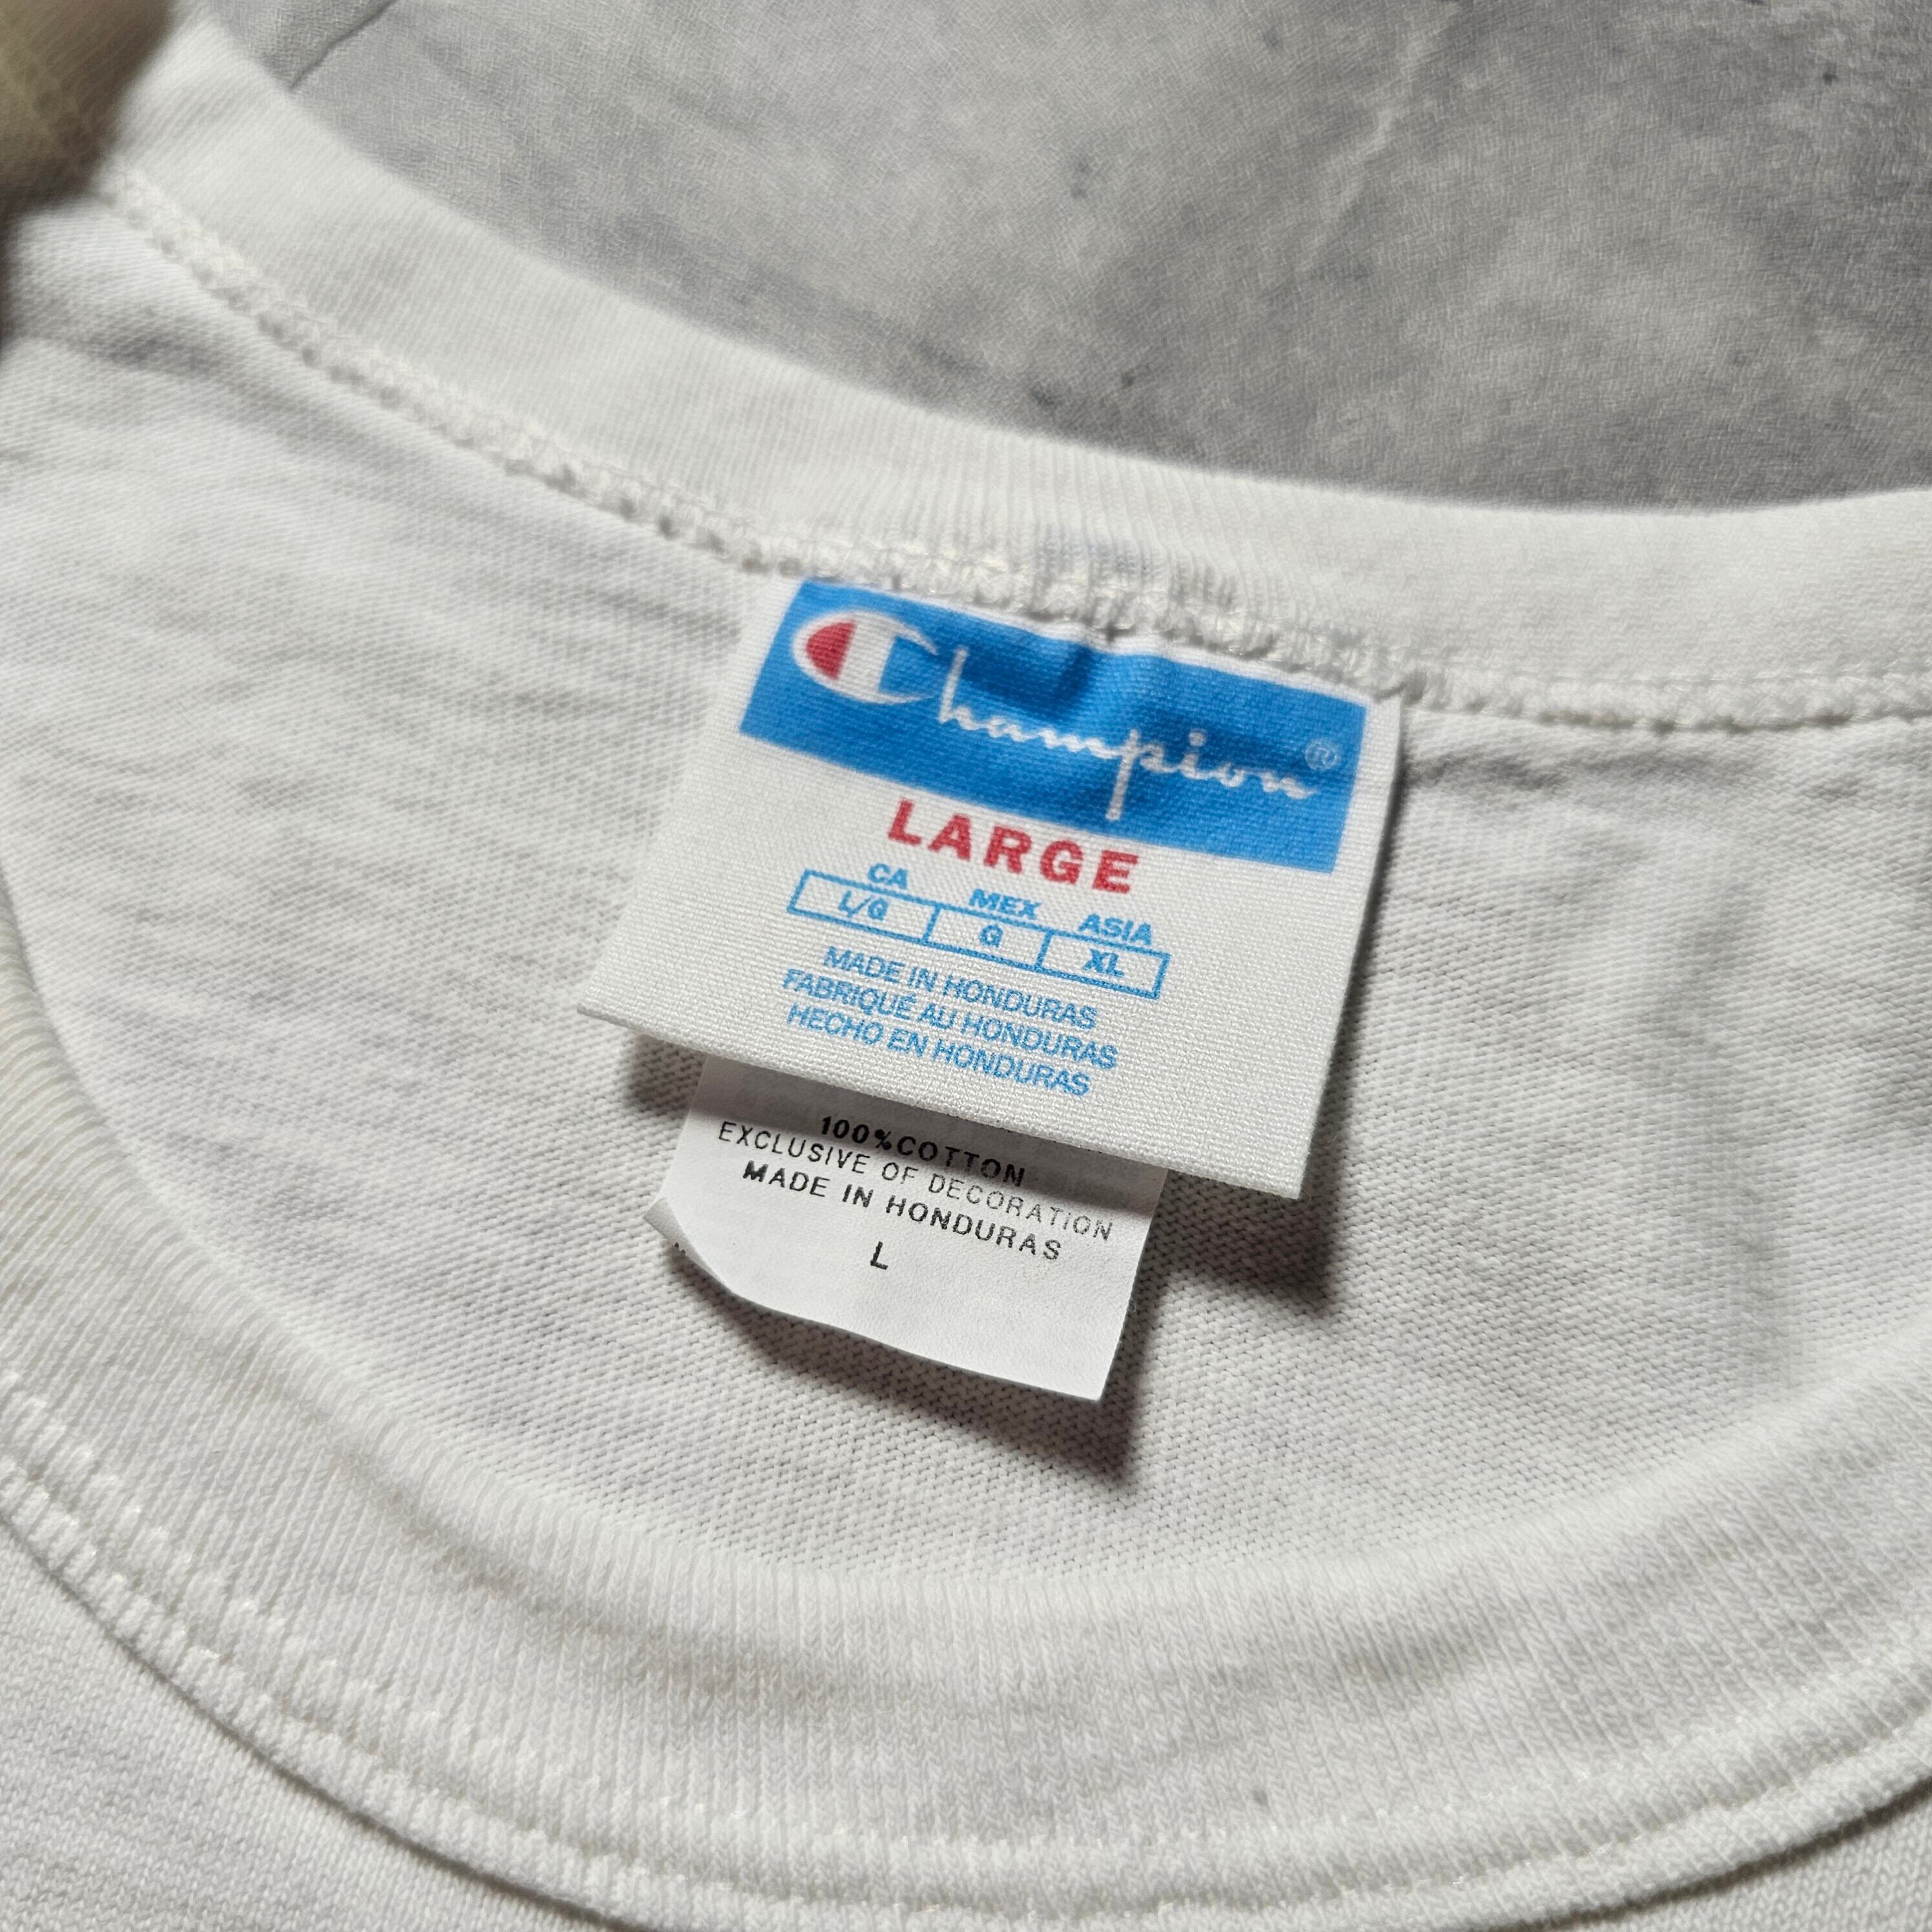 Champion®
LARGE
CA MEX ASIA
L/G G XL
MADE IN HONDURAS
FABRIQUÉ AU HONDURAS
HECHO EN HONDURAS
100%COTTON
EXCLUSIVE OF DECORATION
MADE IN HONDURAS
L